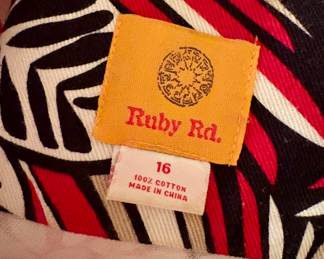 Ruby Rd.
16
100% COTTON
MADE IN CHINA